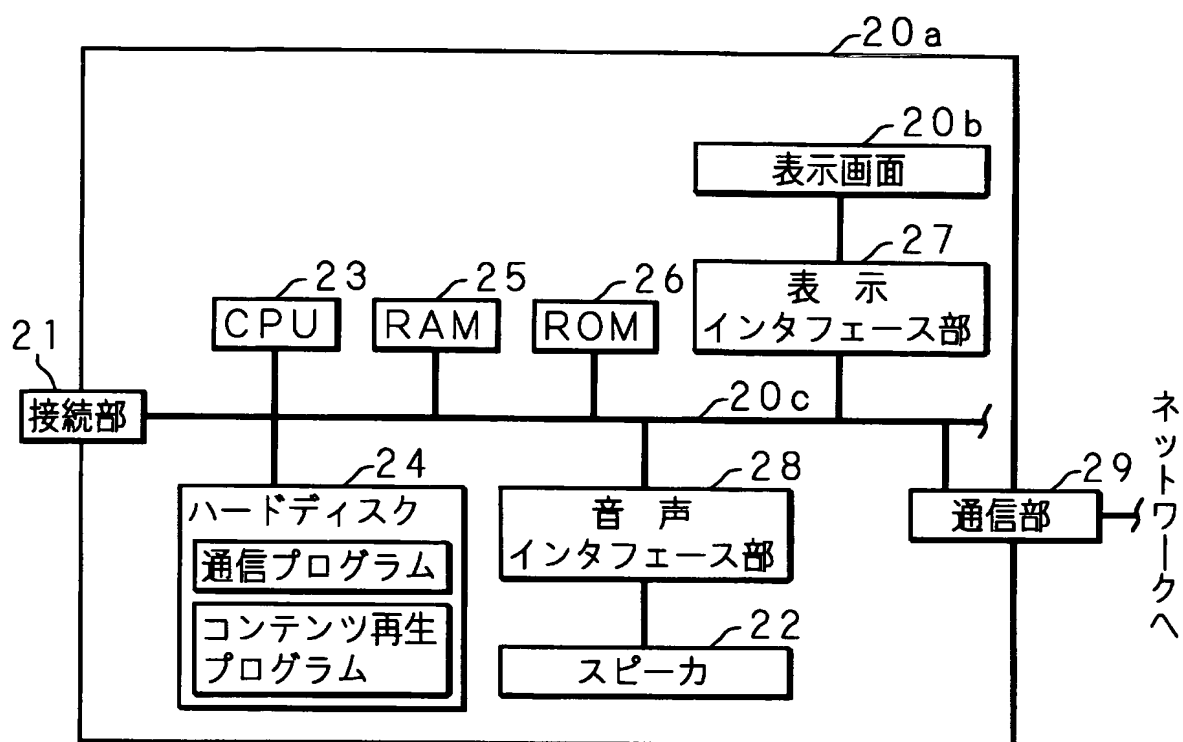 20a
20b
表示画面
27
表 示
インタフェース部
23
CPU
25
RAM
26
ROM
21
接続部
20c
24
ハードディスク
通信プログラム
コンテンツ再生
プログラム
28
音 声
インタフェース部
22
スピーカ
29
通信部
ネットワークへ